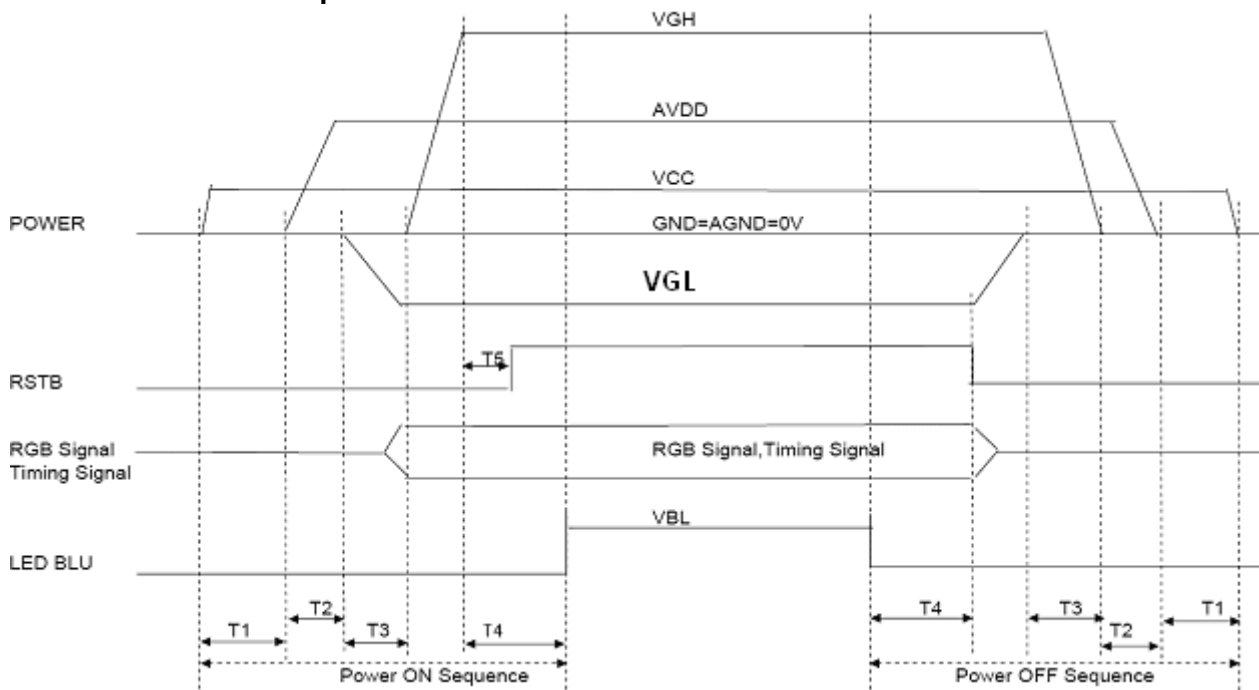 VGH
AVDD
VCC
POWER
GND=AGND=0V
VGL
T5
RSTB
RGB Signal
Timing Signal
RGB Signal,Timing Signal
VBL
LED BLU
T1
T2
T3
T4
T4
T3
T2
T1
Power ON Sequence
Power OFF Sequence